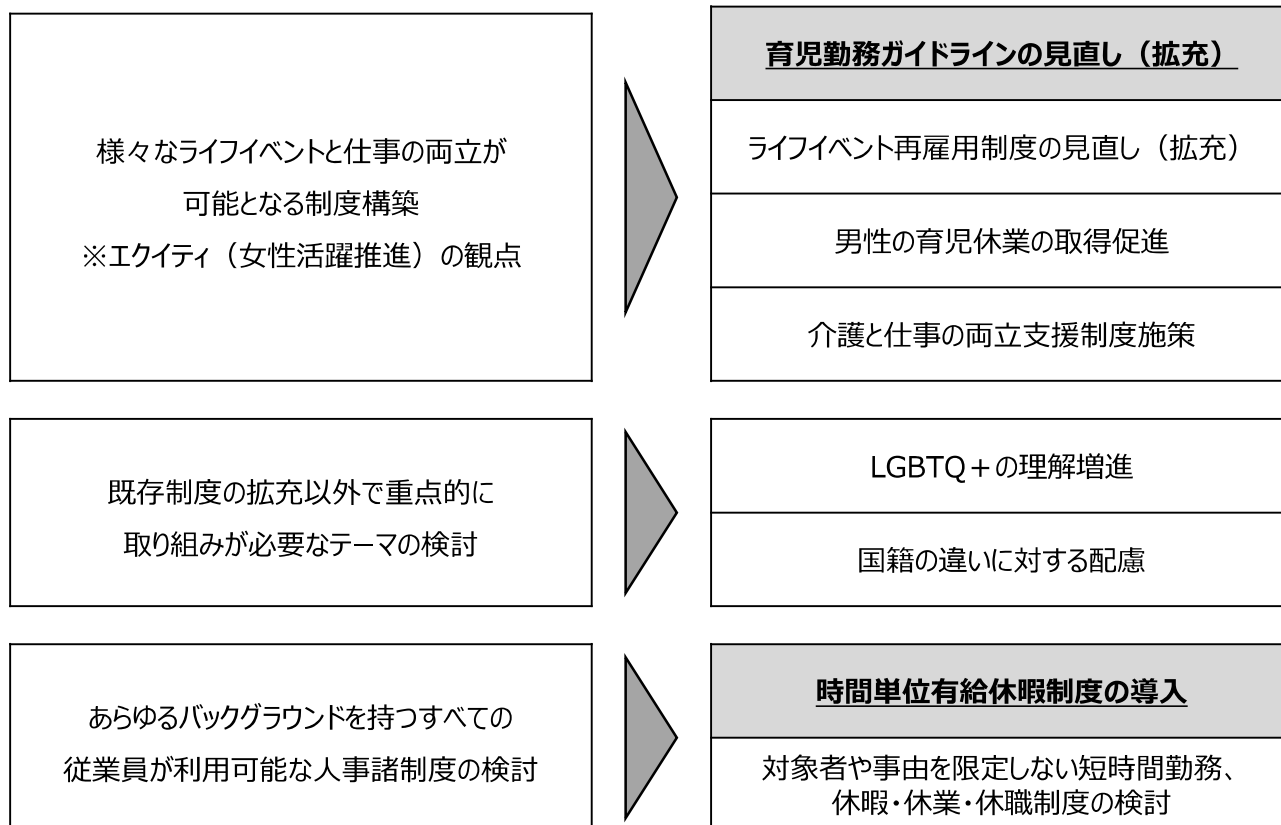 様々なライフイベントと仕事の両立が
可能となる制度構築
※エクイティ（女性活躍推進）の観点
育児勤務ガイドラインの見直し（拡充）
ライフイベント再雇用制度の見直し（拡充）
男性の育児休業の取得促進
介護と仕事の両立支援制度施策
既存制度の拡充以外で重点的に
取り組みが必要なテーマの検討
LGBTQ＋の理解増進
国籍の違いに対する配慮
あらゆるバックグラウンドを持つすべての
従業員が利用可能な人事諸制度の検討
時間単位有給休暇制度の導入
対象者や事由を限定しない短時間勤務、
休暇・休業・休職制度の検討